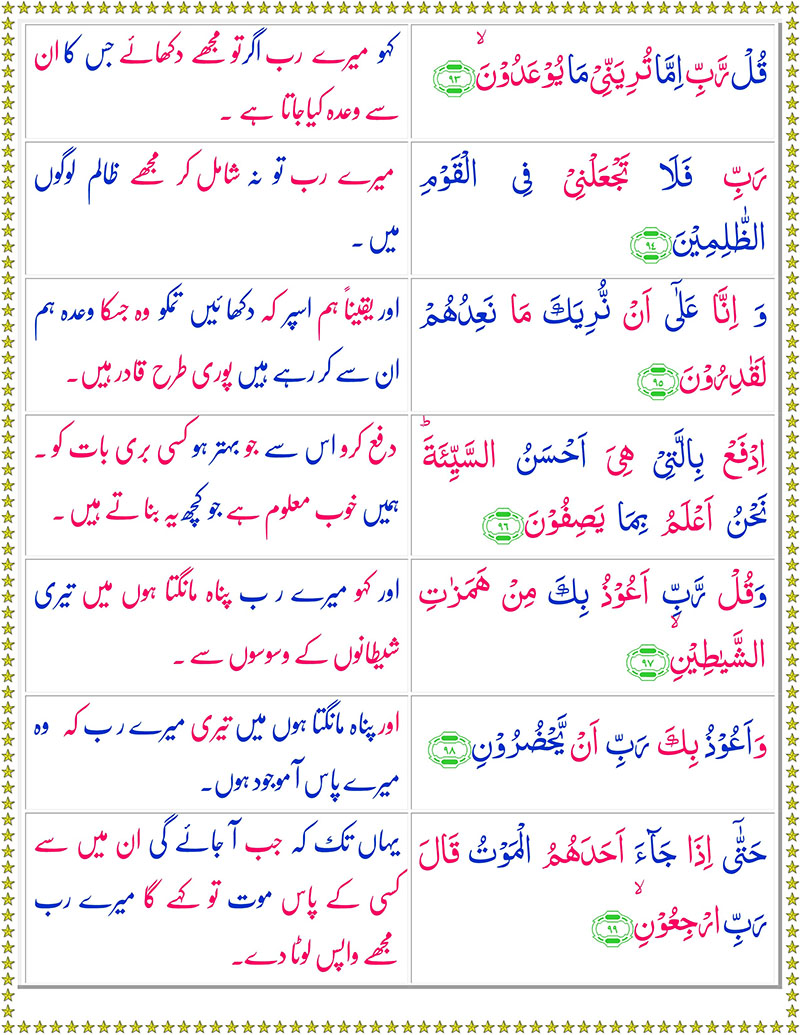 قُلْ رَّبِّ اِمَّا تُرِيَنِّيْ مَا يُوْعَدُوْنَ ۙ ﴿۹۳﴾
کہو میرے رب اگر تو مجھے دکھائے جس کا ان
سے وعدہ کیا جاتا ہے ۔
رَبِّ فَلَا تَجْعَلْنِيْ فِي الْقَوْمِ
الظّٰلِمِيْنَ ﴿۹۴﴾
میرے رب تو نہ شامل کر مجھے ظالم لوگوں
میں ۔
وَ اِنَّا عَلٰٓى اَنْ نُّرِيَكَ مَا نَعِدُهُمْ
لَقٰدِرُوْنَ ﴿۹۵﴾
اور یقیناً ہم اسپر کہ دکھائیں تمکو وہ جسکا وعدہ ہم
ان سے کر رہے ہیں پوری طرح قادر ہیں۔
اِدْفَعْ بِالَّتِيْ هِيَ اَحْسَنُ السَّيِّئَةَ ؕ
نَحْنُ اَعْلَمُ بِمَا يَصِفُوْنَ ﴿۹۶﴾
دفع کرو اس سے جو بہتر ہو کسی بری بات کو ۔
ہمیں خوب معلوم ہے جو کچھ یہ بناتے ہیں ۔
وَقُلْ رَّبِّ اَعُوْذُ بِكَ مِنْ هَمَزٰتِ
الشَّيٰطِيْنِ ۙ ﴿۹۷﴾
اور کہو میرے رب پناہ مانگتا ہوں میں تیری
شیطانوں کے وسوسوں سے ۔
وَاَعُوْذُ بِكَ رَبِّ اَنْ يَّحْضُرُوْنِ ﴿۹۸﴾
اور پناہ مانگتا ہوں میں تیری میرے رب کہ وہ
میرے پاس آ موجود ہوں۔
حَتّٰٓى اِذَا جَآءَ اَحَدَهُمُ الْمَوْتُ قَالَ
رَبِّ ارْجِعُوْنِ ۙ ﴿۹۹﴾
یہاں تک کہ جب آ جائے گی ان میں سے
کسی کے پاس موت تو کہے گا میرے رب
مجھے واپس لوٹا دے۔